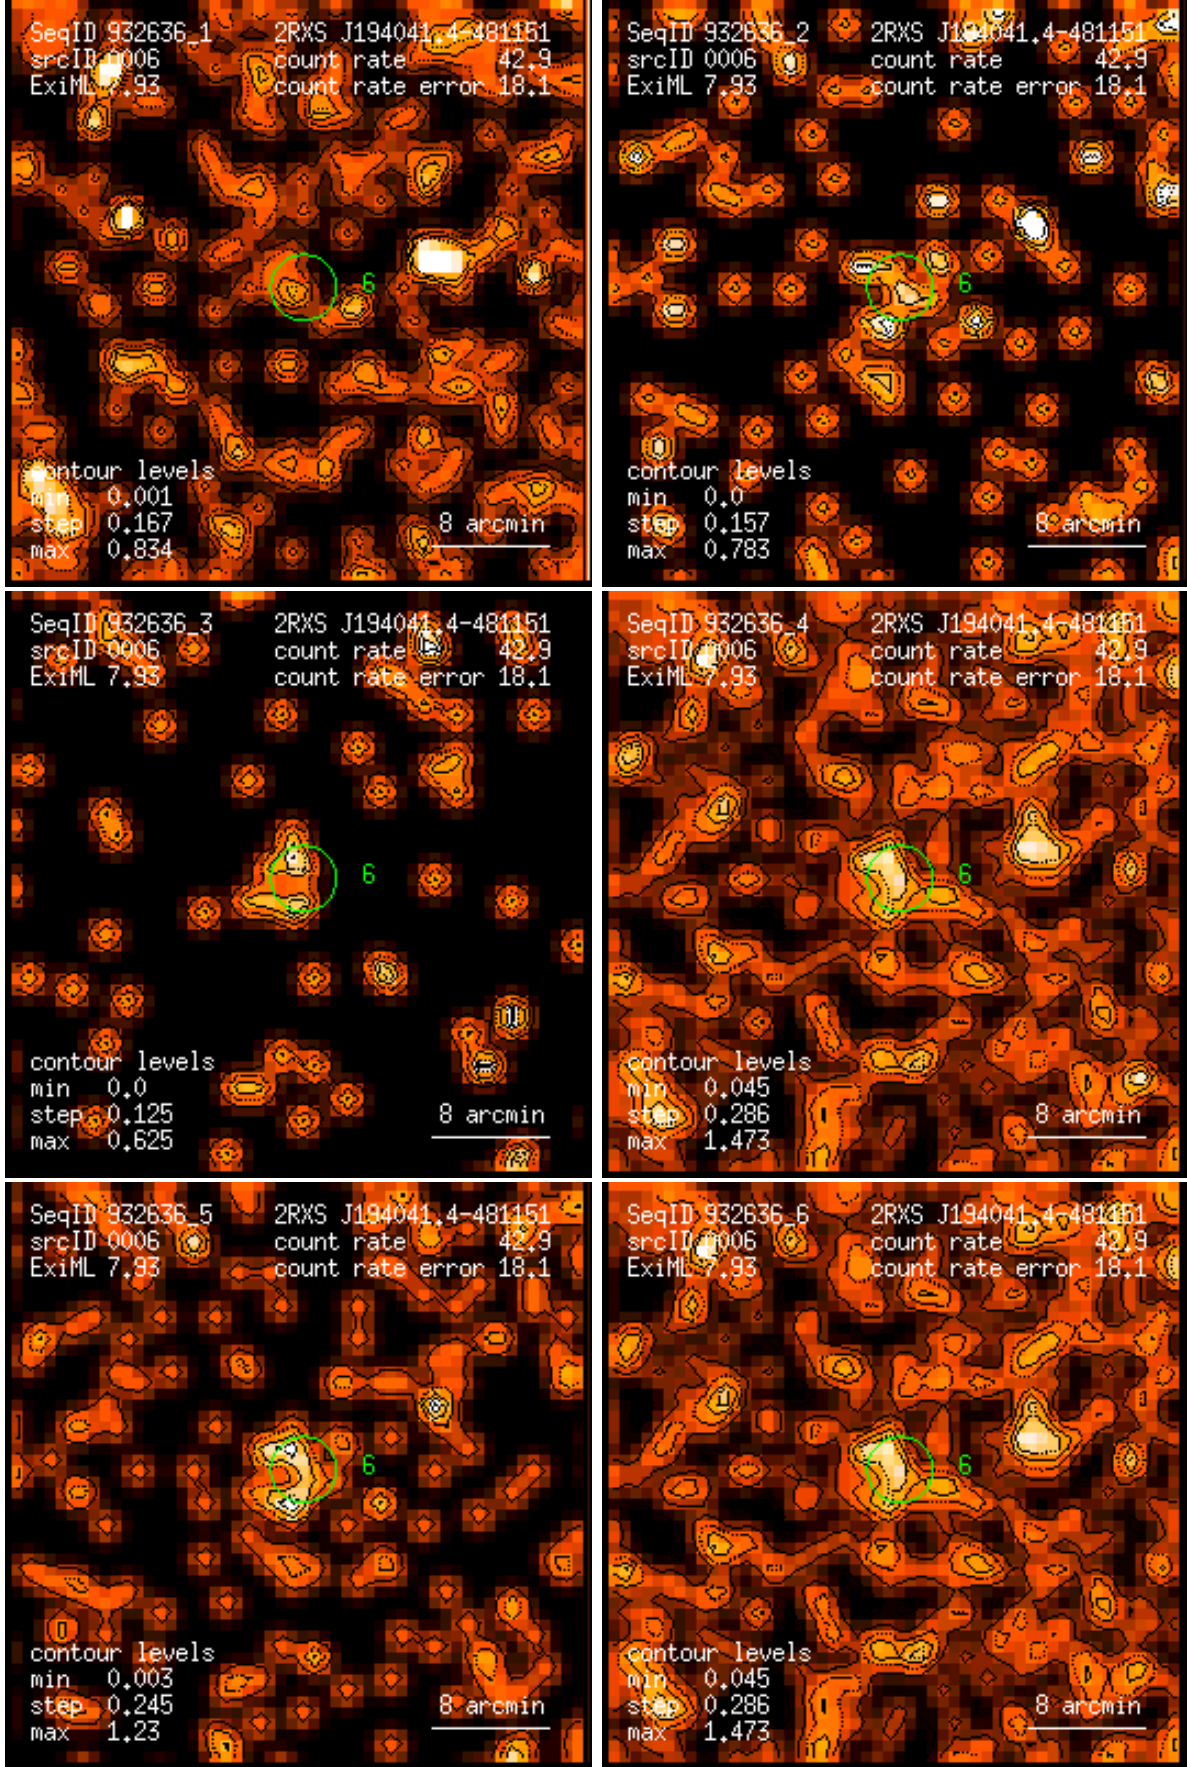 SeqID 932636_1 2RXS J194041.4-481151
srcID 0006 count rate 42.9
ExiML 7.93 count rate error 18.1
6
contour levels
min 0.001
step 0.167 8 arcmin
max 0.834
SeqID 932636_2 2RXS J194041.4-481151
srcID 0006 count rate 42.9
ExiML 7.93 count rate error 18.1
6
contour levels
min 0.0
step 0.157 8 arcmin
max 0.783
SeqID 932636_3 2RXS J194041.4-481151
srcID 0006 count rate 42.9
ExiML 7.93 count rate error 18.1
6
contour levels
min 0.0
step 0.125 8 arcmin
max 0.625
SeqID 932636_4 2RXS J194041.4-481151
srcID 0006 count rate 42.9
ExiML 7.93 count rate error 18.1
6
contour levels
min 0.045
step 0.286 8 arcmin
max 1.473
SeqID 932636_5 2RXS J194041.4-481151
srcID 0006 count rate 42.9
ExiML 7.93 count rate error 18.1
6
contour levels
min 0.003
step 0.245 8 arcmin
max 1.23
SeqID 932636_6 2RXS J194041.4-481151
srcID 0006 count rate 42.9
ExiML 7.93 count rate error 18.1
6
contour levels
min 0.045
step 0.286 8 arcmin
max 1.473